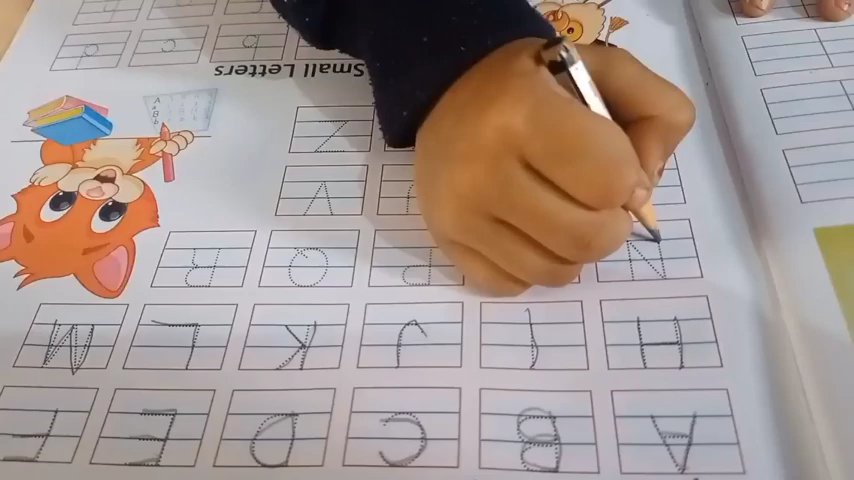 A B C D E F
H I J K L M
N P Q R
V
Z
Small Letters
b c d